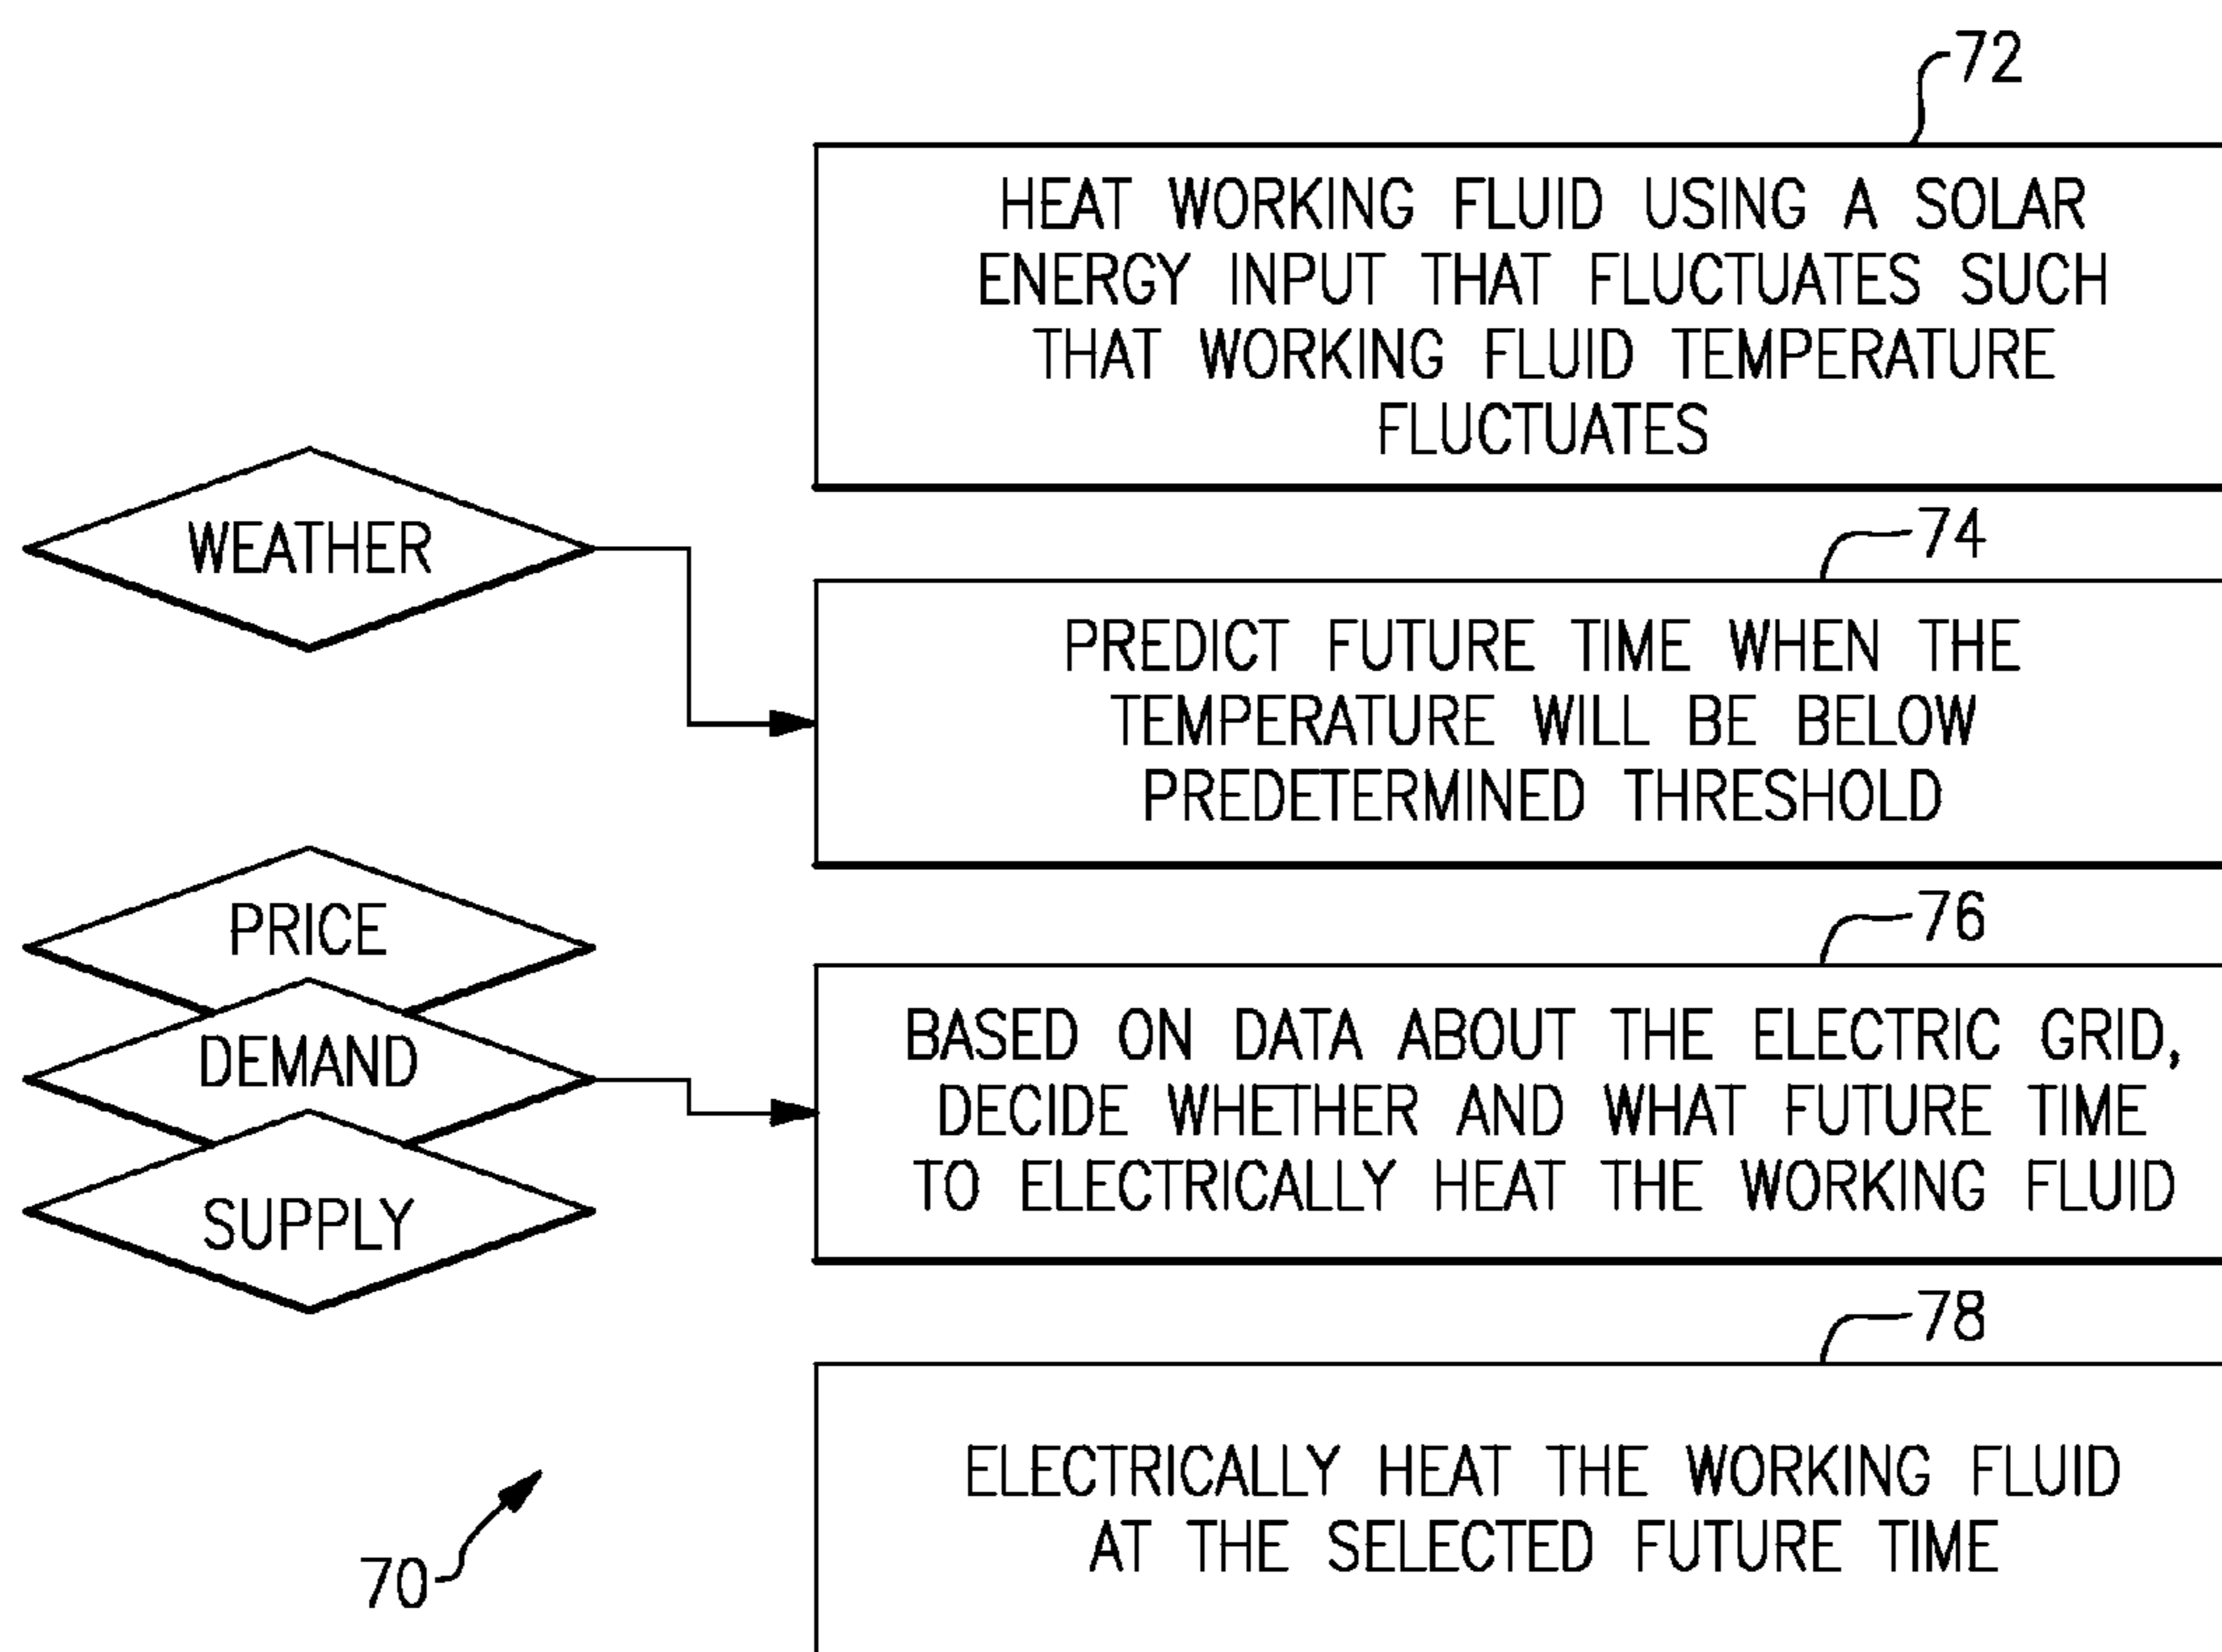 72
HEAT WORKING FLUID USING A SOLAR
ENERGY INPUT THAT FLUCTUATES SUCH
THAT WORKING FLUID TEMPERATURE
FLUCTUATES
WEATHER
74
PREDICT FUTURE TIME WHEN THE
TEMPERATURE WILL BE BELOW
PREDETERMINED THRESHOLD
PRICE
DEMAND
SUPPLY
76
BASED ON DATA ABOUT THE ELECTRIC GRID,
DECIDE WHETHER AND WHAT FUTURE TIME
TO ELECTRICALLY HEAT THE WORKING FLUID
78
ELECTRICALLY HEAT THE WORKING FLUID
AT THE SELECTED FUTURE TIME
70